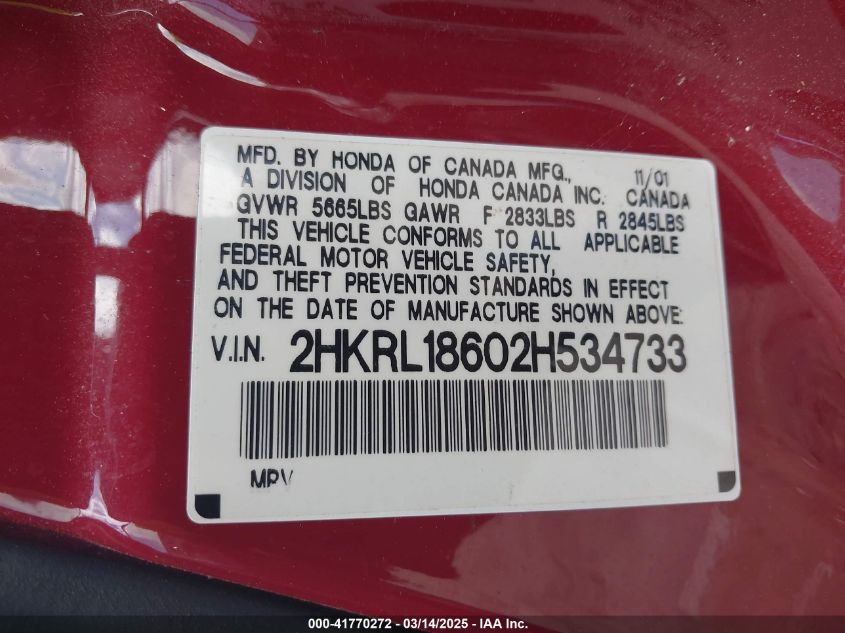 MFD. BY HONDA OF CANADA MFG., 11/01
A DIVISION OF HONDA CANADA INC. CANADA
GVWR 5665LBS GAWR F 2833LBS R 2845LBS
THIS VEHICLE CONFORMS TO ALL APPLICABLE
FEDERAL MOTOR VEHICLE SAFETY,
AND THEFT PREVENTION STANDARDS IN EFFECT
ON THE DATE OF MANUFACTURE SHOWN ABOVE:
V.I.N. 2HKRL18602H534733
MPV
000-41770272 - 03/14/2025 - IAA Inc.